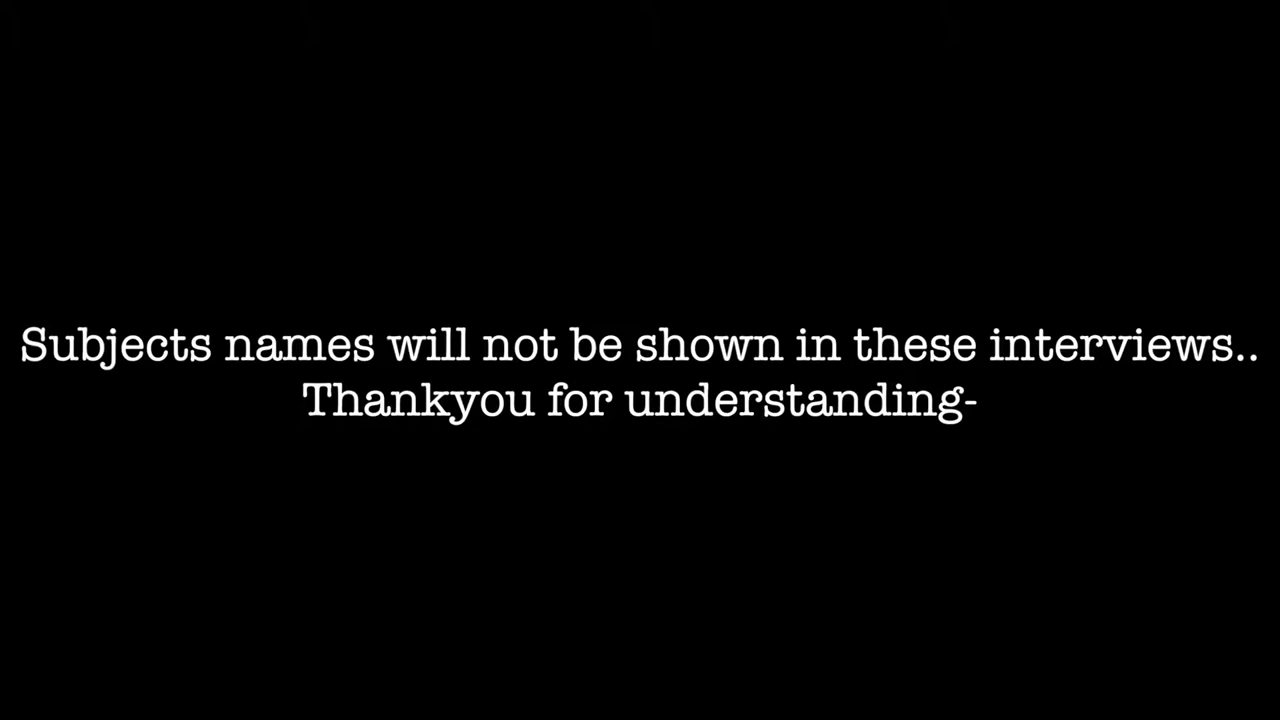 Subjects names will not be shown in these interviews..
Thankyou for understanding-